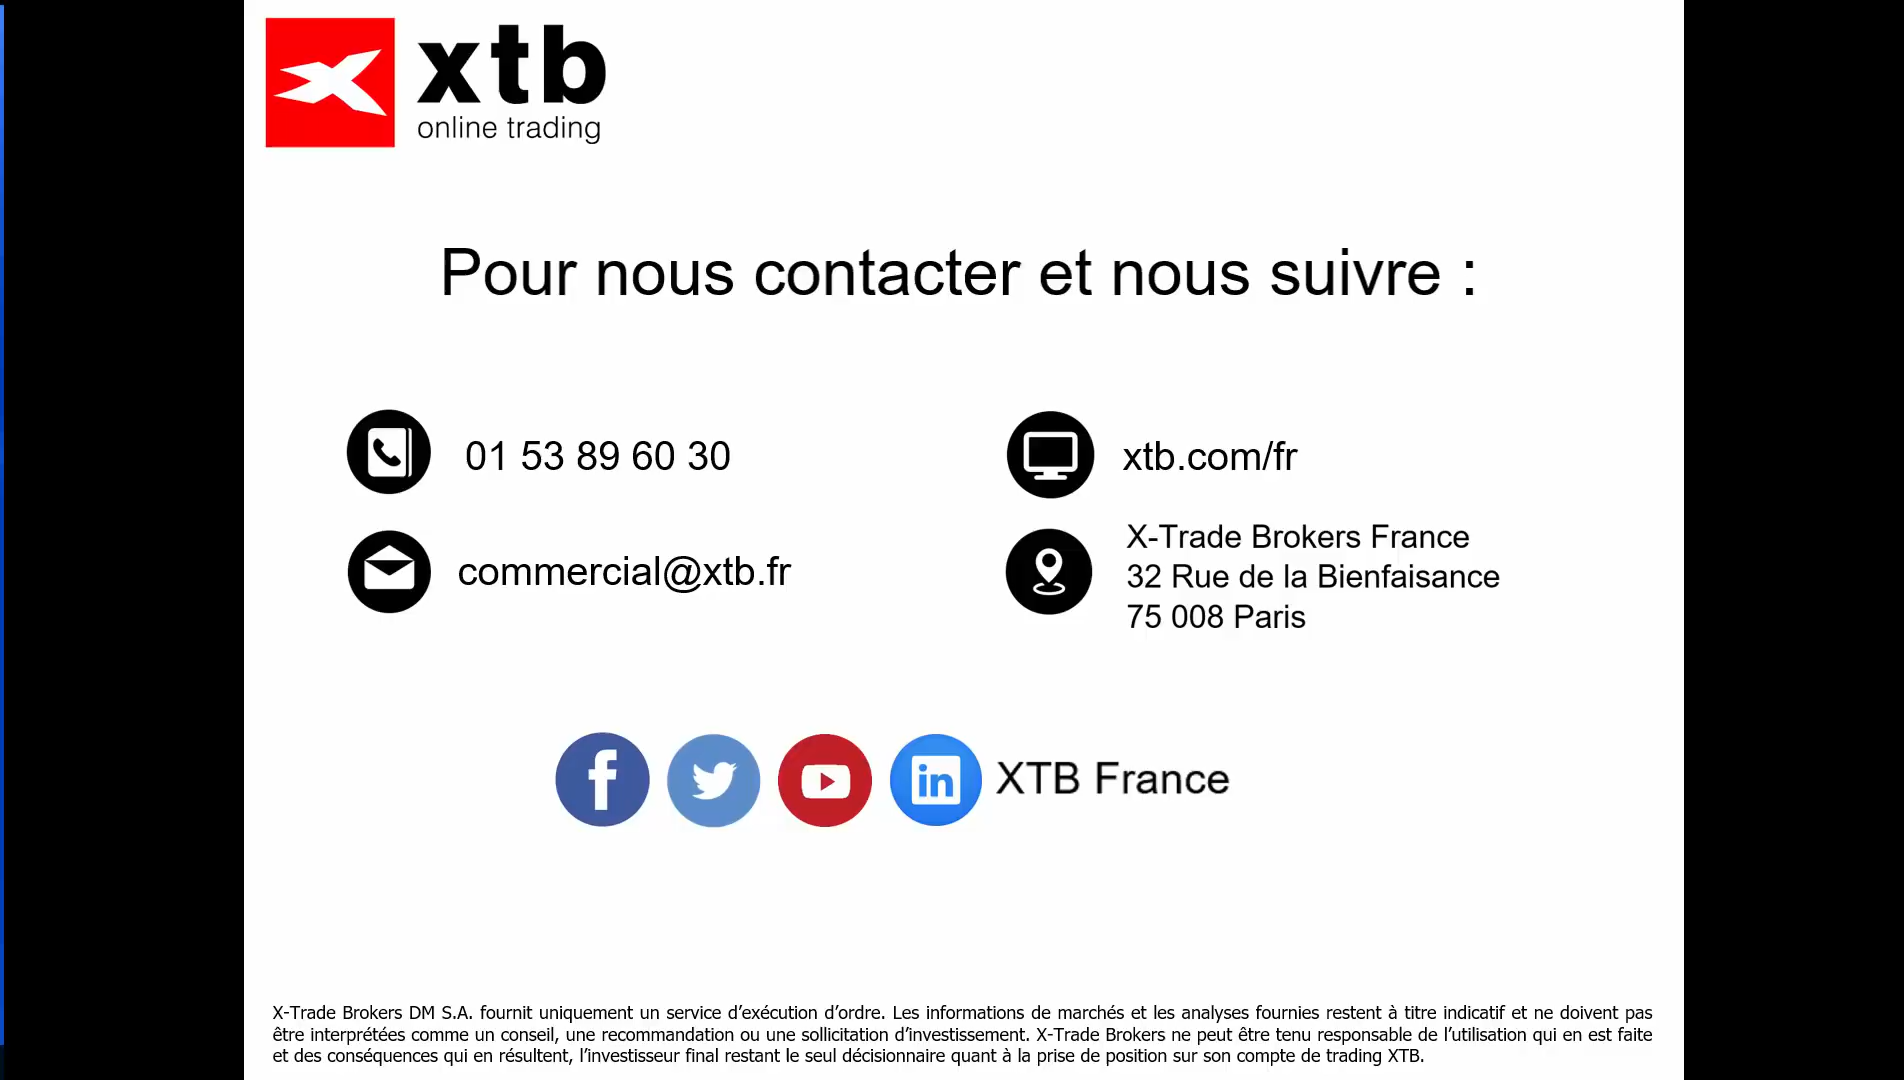 xtb
online trading
Pour nous contacter et nous suivre :
01 53 89 60 30
xtb.com/fr
commercial@xtb.fr
X-Trade Brokers France
32 Rue de la Bienfaisance
75 008 Paris
XTB France
X-Trade Brokers DM S.A. fournit uniquement un service d’exécution d’ordre. Les informations de marchés et les analyses fournies restent à titre indicatif et ne doivent pas
être interprétées comme un conseil, une recommandation ou une sollicitation d’investissement. X-Trade Brokers ne peut être tenu responsable de l’utilisation qui en est faite
et des conséquences qui en résultent, l’investisseur final restant le seul décisionnaire quant à la prise de position sur son compte de trading XTB.